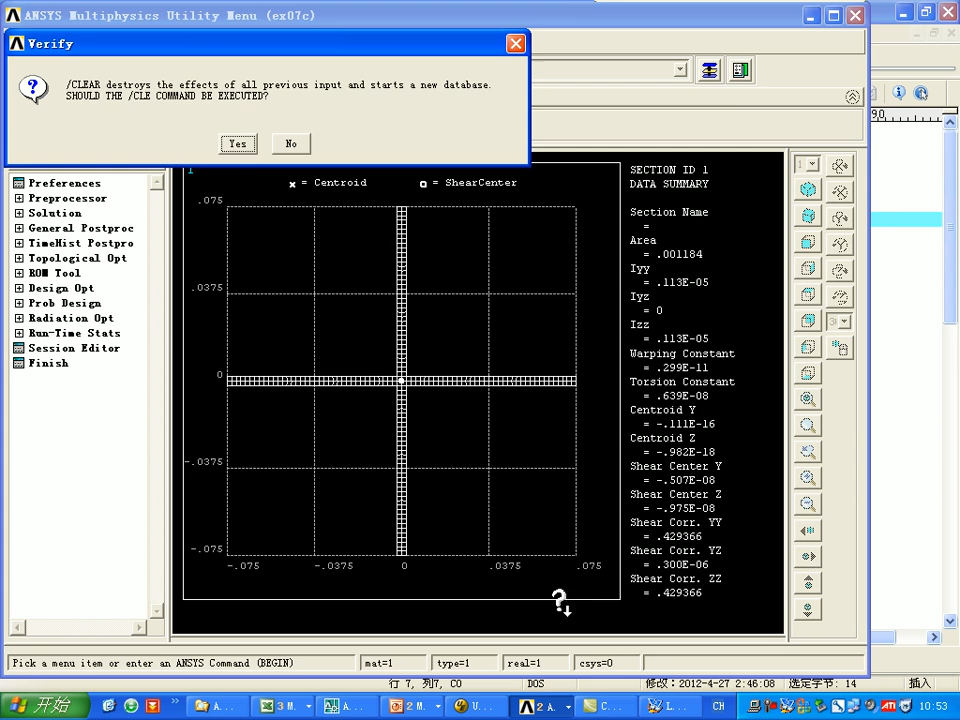 ANSYS Multiphysics Utility Menu (ex07c)
Verify
/CLEAR destroys the effects of all previous input and starts a new database.
SHOULD THE /CLE COMMAND BE EXECUTED?
Yes
No
Preferences
Preprocessor
Solution
General Postproc
TimeHist Postpro
Topological Opt
ROM Tool
Design Opt
Prob Design
Radiation Opt
Run-Time Stats
Session Editor
Finish
1
x = Centroid
o = ShearCenter
.075
.0375
0
-.0375
-.075
-.075
-.0375
0
.0375
.075
SECTION ID 1
DATA SUMMARY
Section Name
=
Area
= .001184
Iyy
= .113E-05
Iyz
= 0
Izz
= .113E-05
Warping Constant
= .299E-11
Torsion Constant
= .639E-08
Centroid Y
= -.111E-16
Centroid Z
= -.982E-18
Shear Center Y
= -.507E-08
Shear Center Z
= -.975E-08
Shear Corr. YY
= .429366
Shear Corr. YZ
= .300E-06
Shear Corr. ZZ
= .429366
1
90
Pick a menu item or enter an ANSYS Command (BEGIN)
mat=1
type=1
real=1
csys=0
行 7, 列7, C0
DOS
修改：2012-4-27 2:46:08
选定字节: 14
插入
开始
A...
3 M
A...
2 M
U...
2 A.
C...
L...
CH
10:53